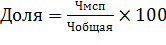 Доля = Чмсп / Чобщая × 100